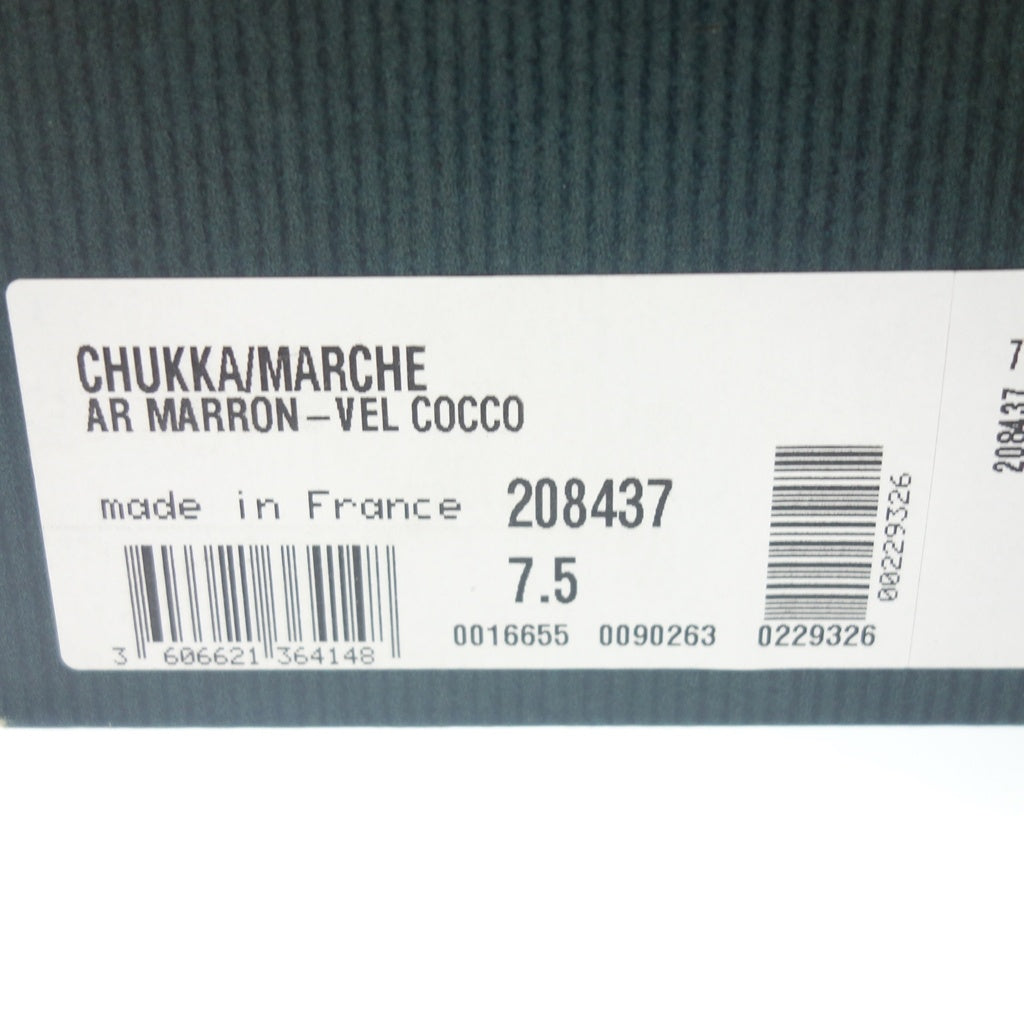 CHUKKA/MARCHE
AR MARRON-VEL COCCO
made in France
208437
7.5
3 606621 364148
0016655 0090263 0229326
00229326
7
208437